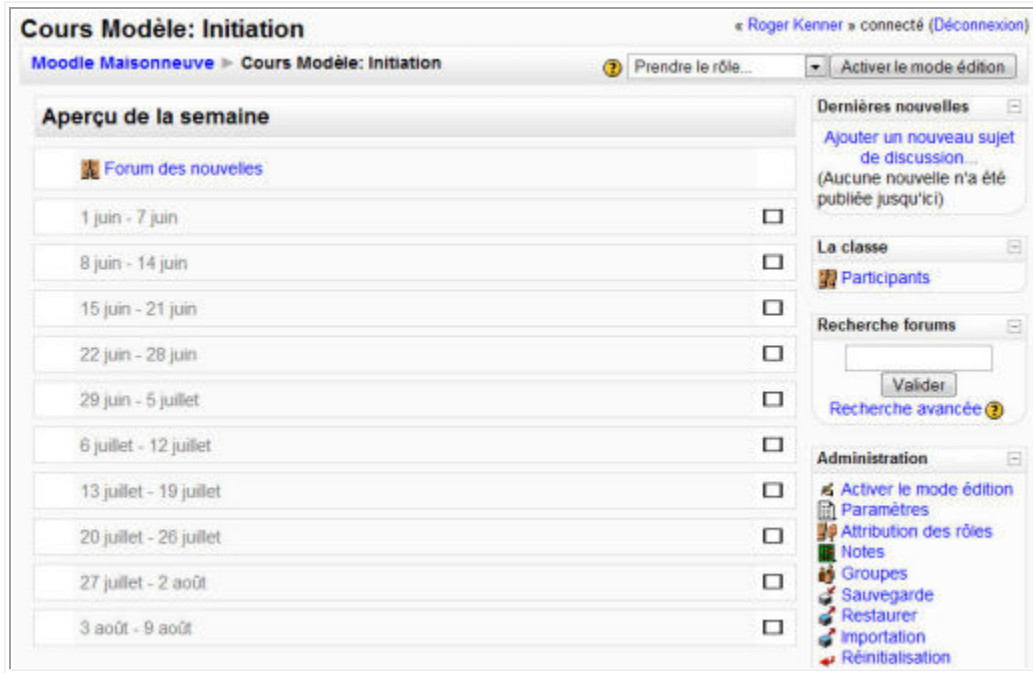 Cours Modèle: Initiation
« Roger Kenner » connecté (Déconnexion)
Moodle Maisonneuve ► Cours Modèle: Initiation
Prendre le rôle...
Activer le mode édition
Aperçu de la semaine
Forum des nouvelles
1 juin - 7 juin
8 juin - 14 juin
15 juin - 21 juin
22 juin - 28 juin
29 juin - 5 juillet
6 juillet - 12 juillet
13 juillet - 19 juillet
20 juillet - 26 juillet
27 juillet - 2 août
3 août - 9 août
Dernières nouvelles
Ajouter un nouveau sujet
de discussion...
(Aucune nouvelle n'a été
publiée jusqu'ici)
La classe
Participants
Recherche forums
Valider
Recherche avancée
Administration
Activer le mode édition
Paramètres
Attribution des rôles
Notes
Groupes
Sauvegarde
Restaurer
Importation
Réinitialisation